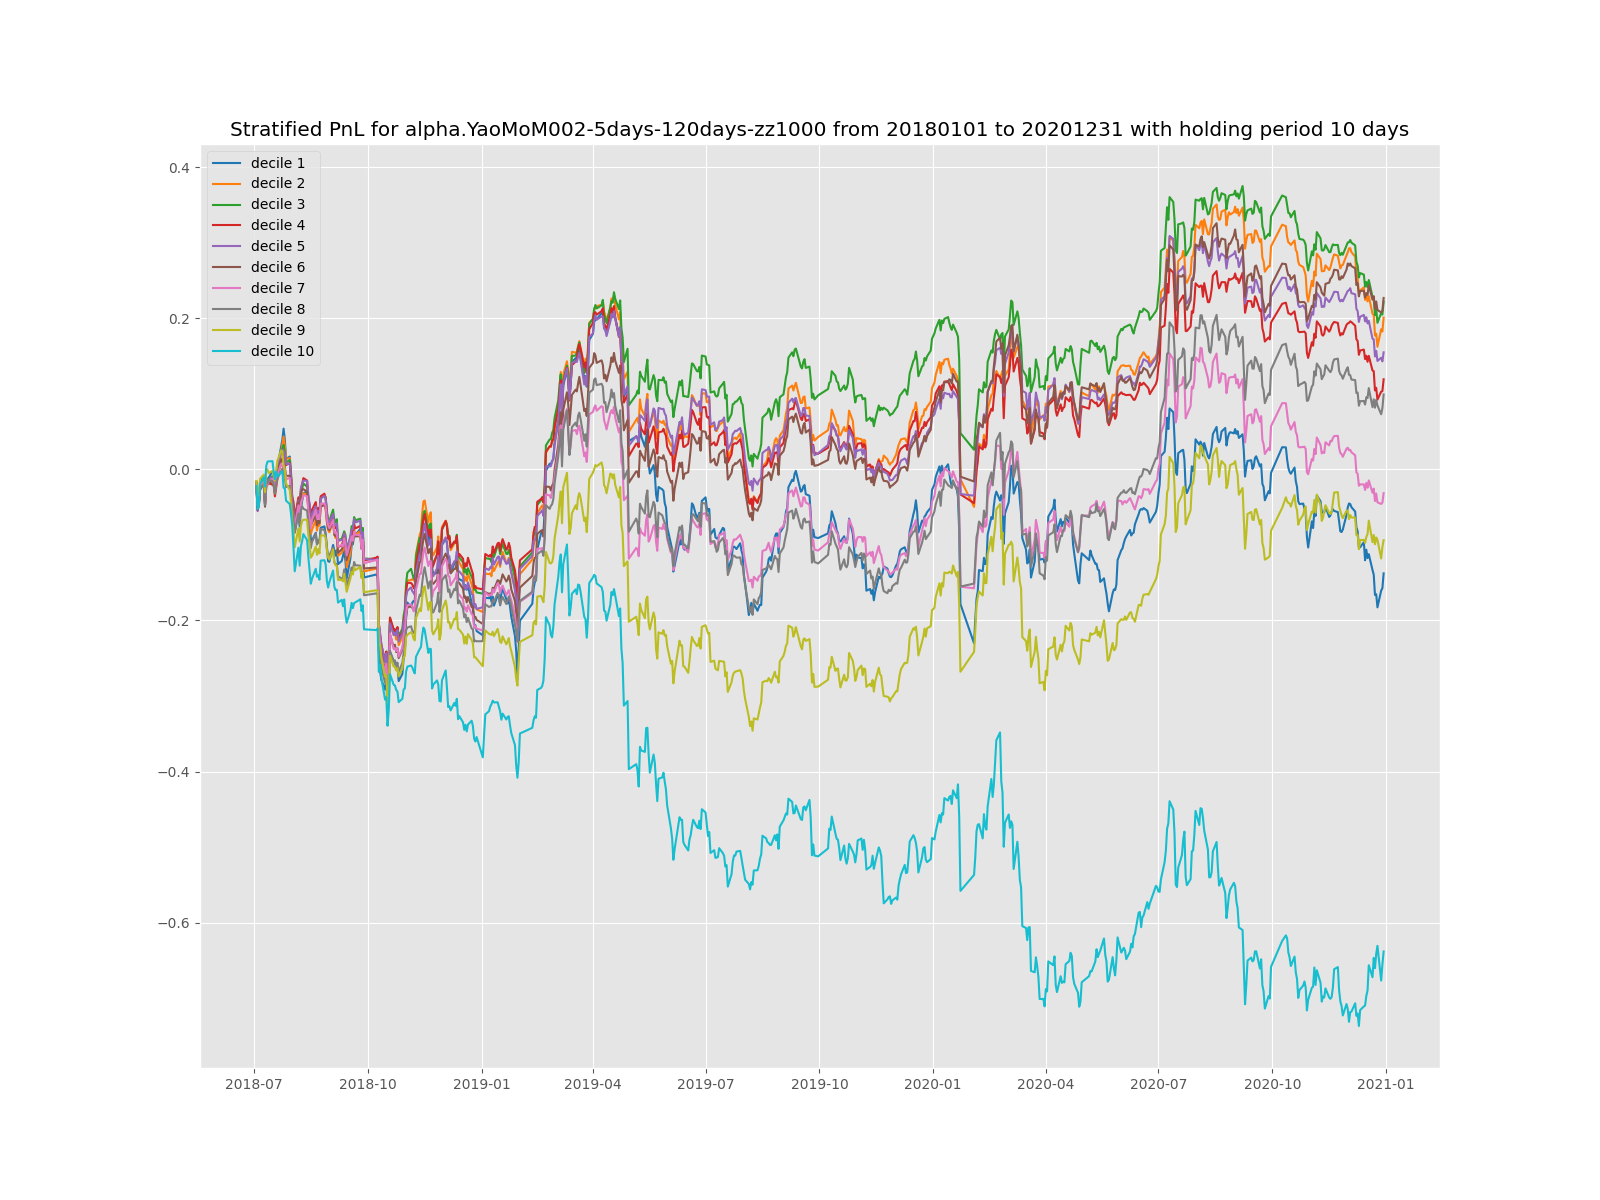 Stratified PnL for alpha.YaoMoM002-5days-120days-zz1000 from 20180101 to 20201231 with holding period 10 days
decile 1
decile 2
decile 3
decile 4
decile 5
decile 6
decile 7
decile 8
decile 9
decile 10
0.4
0.2
0.0
−0.2
−0.4
−0.6
2018-07 2018-10 2019-01 2019-04 2019-07 2019-10 2020-01 2020-04 2020-07 2020-10 2021-01